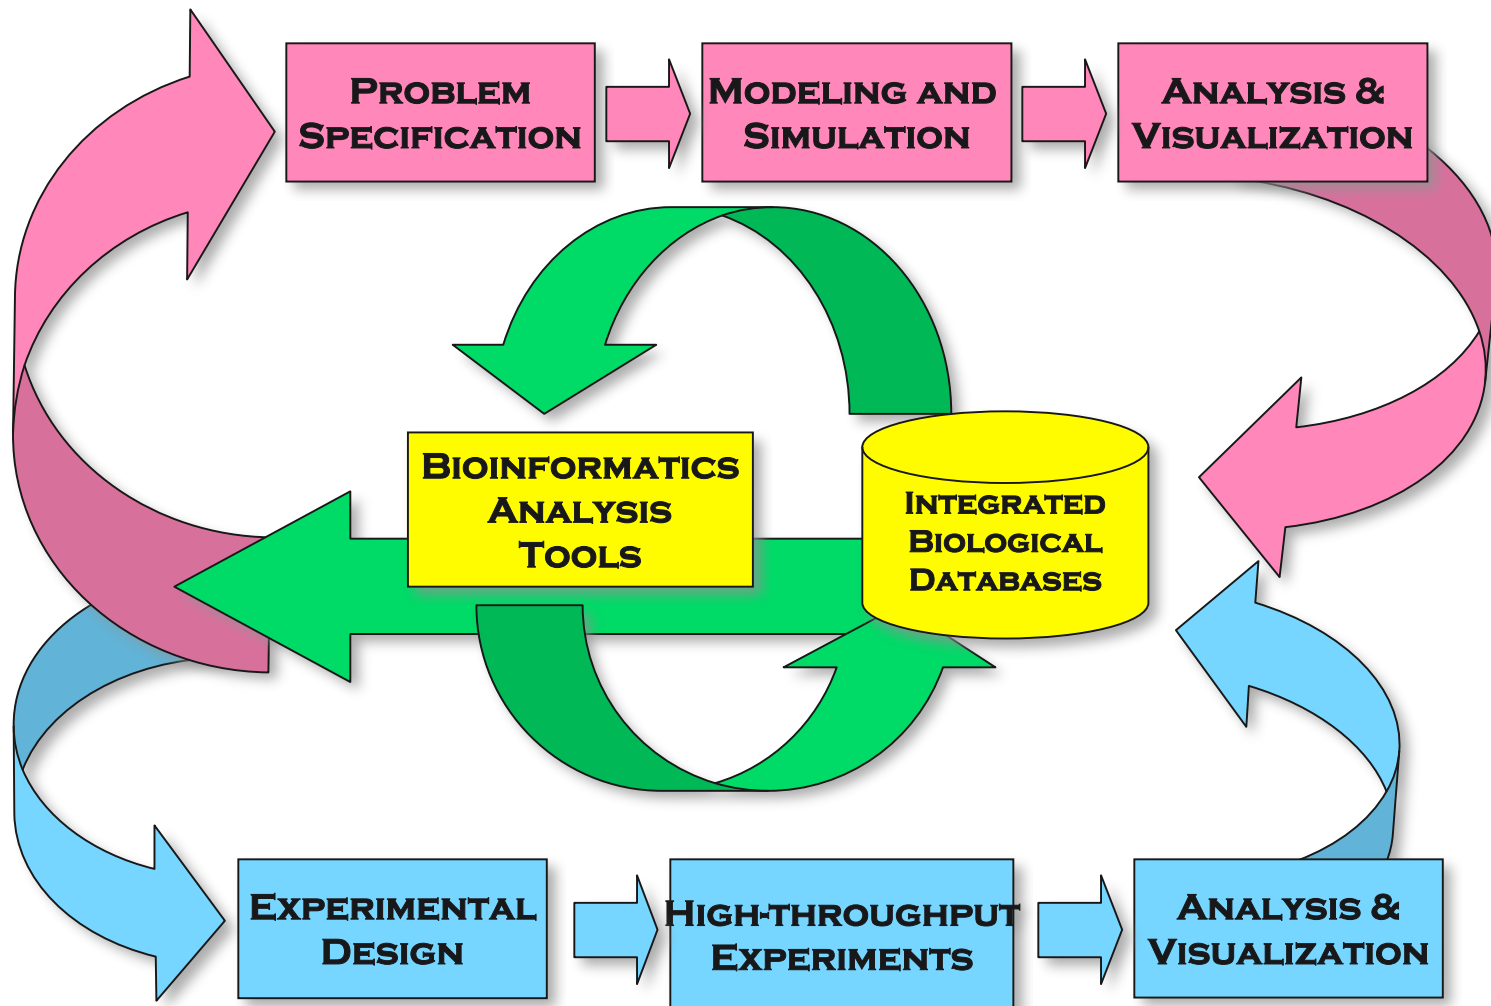 Problem
Specification
Modeling and
Simulation
Analysis &
Visualization
Bioinformatics
Analysis
Tools
Integrated
Biological
Databases
Experimental
Design
High-throughput
Experiments
Analysis &
Visualization